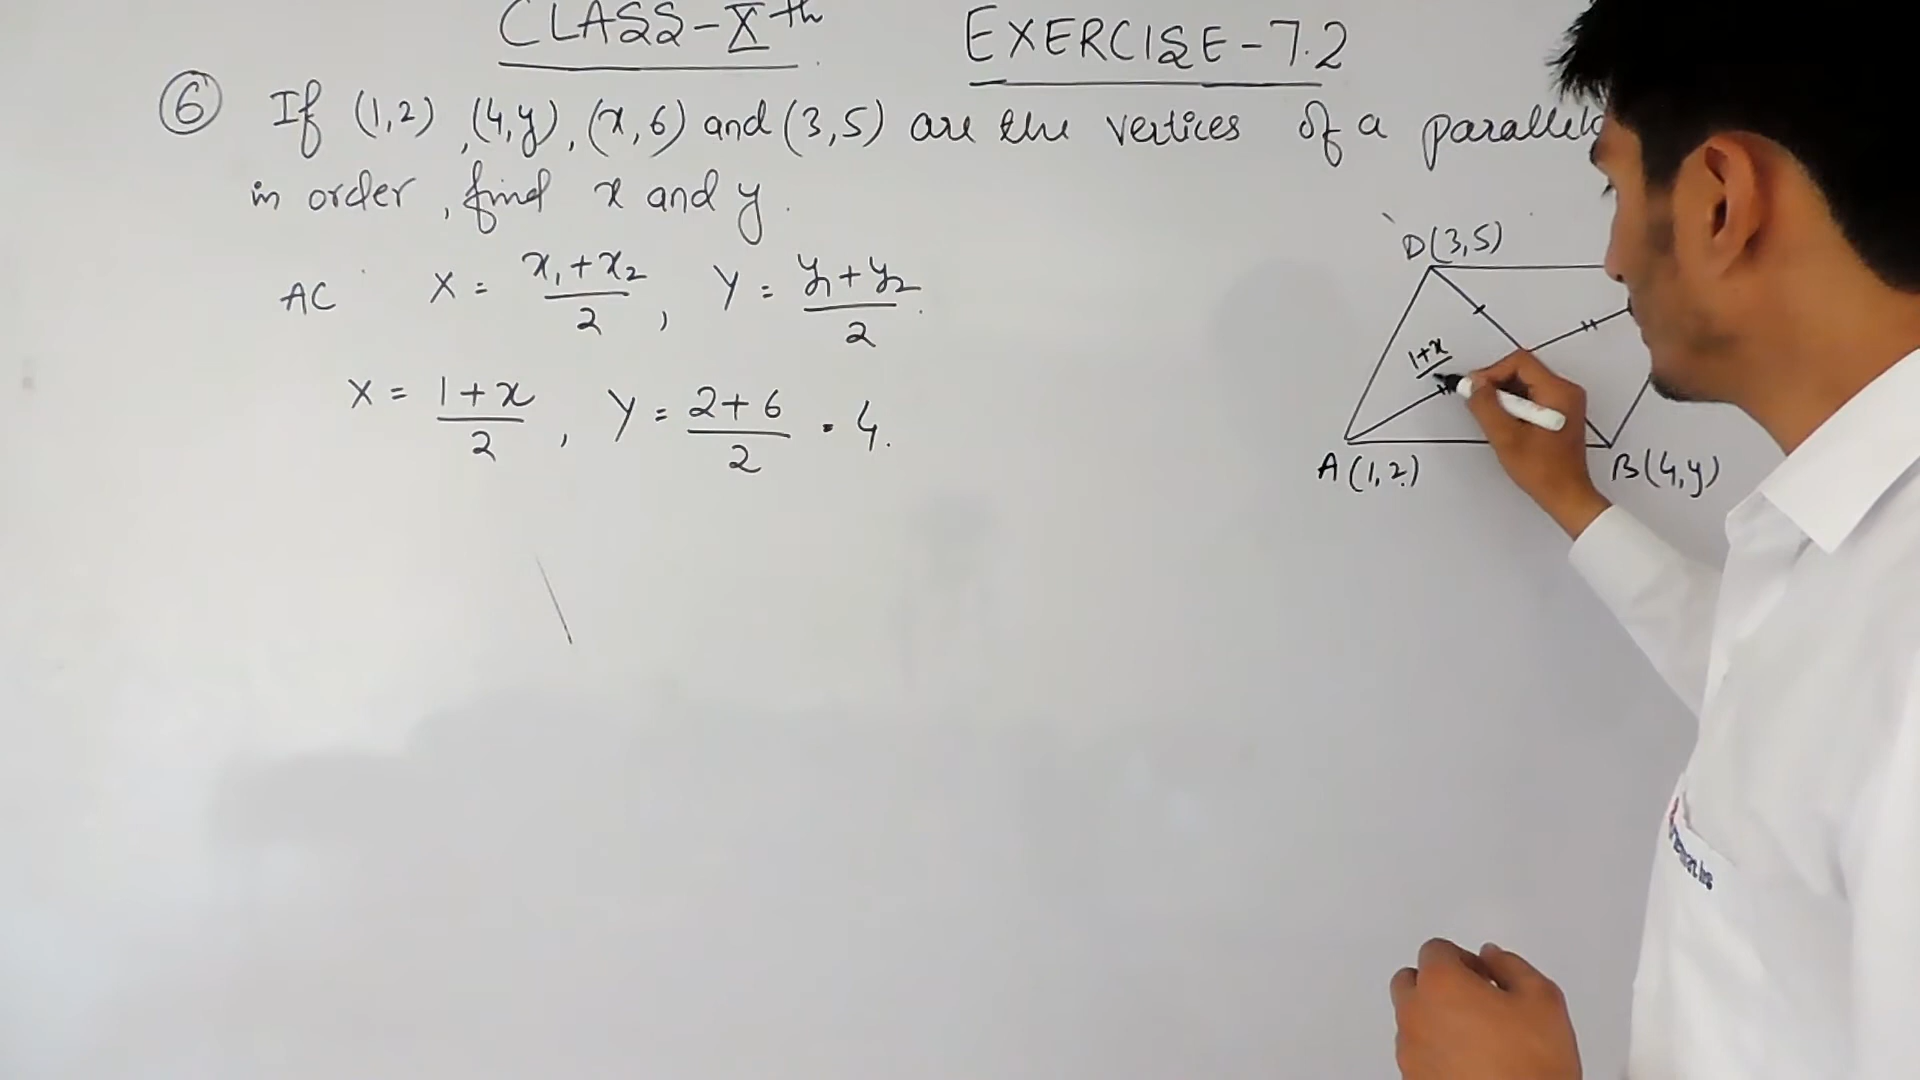 CLASS-Xth EXERCISE-7.2
6 If (1,2), (4,y), (x,6) and (3,5) are the vertices of a
in order, find x and y.
AC X = x₁+x₂/2, Y = y₁+y₂/2.
X = 1+x/2, Y = 2+6/2 = 4.
D(3,5)
1+x
A(1,2)
B(4,y)